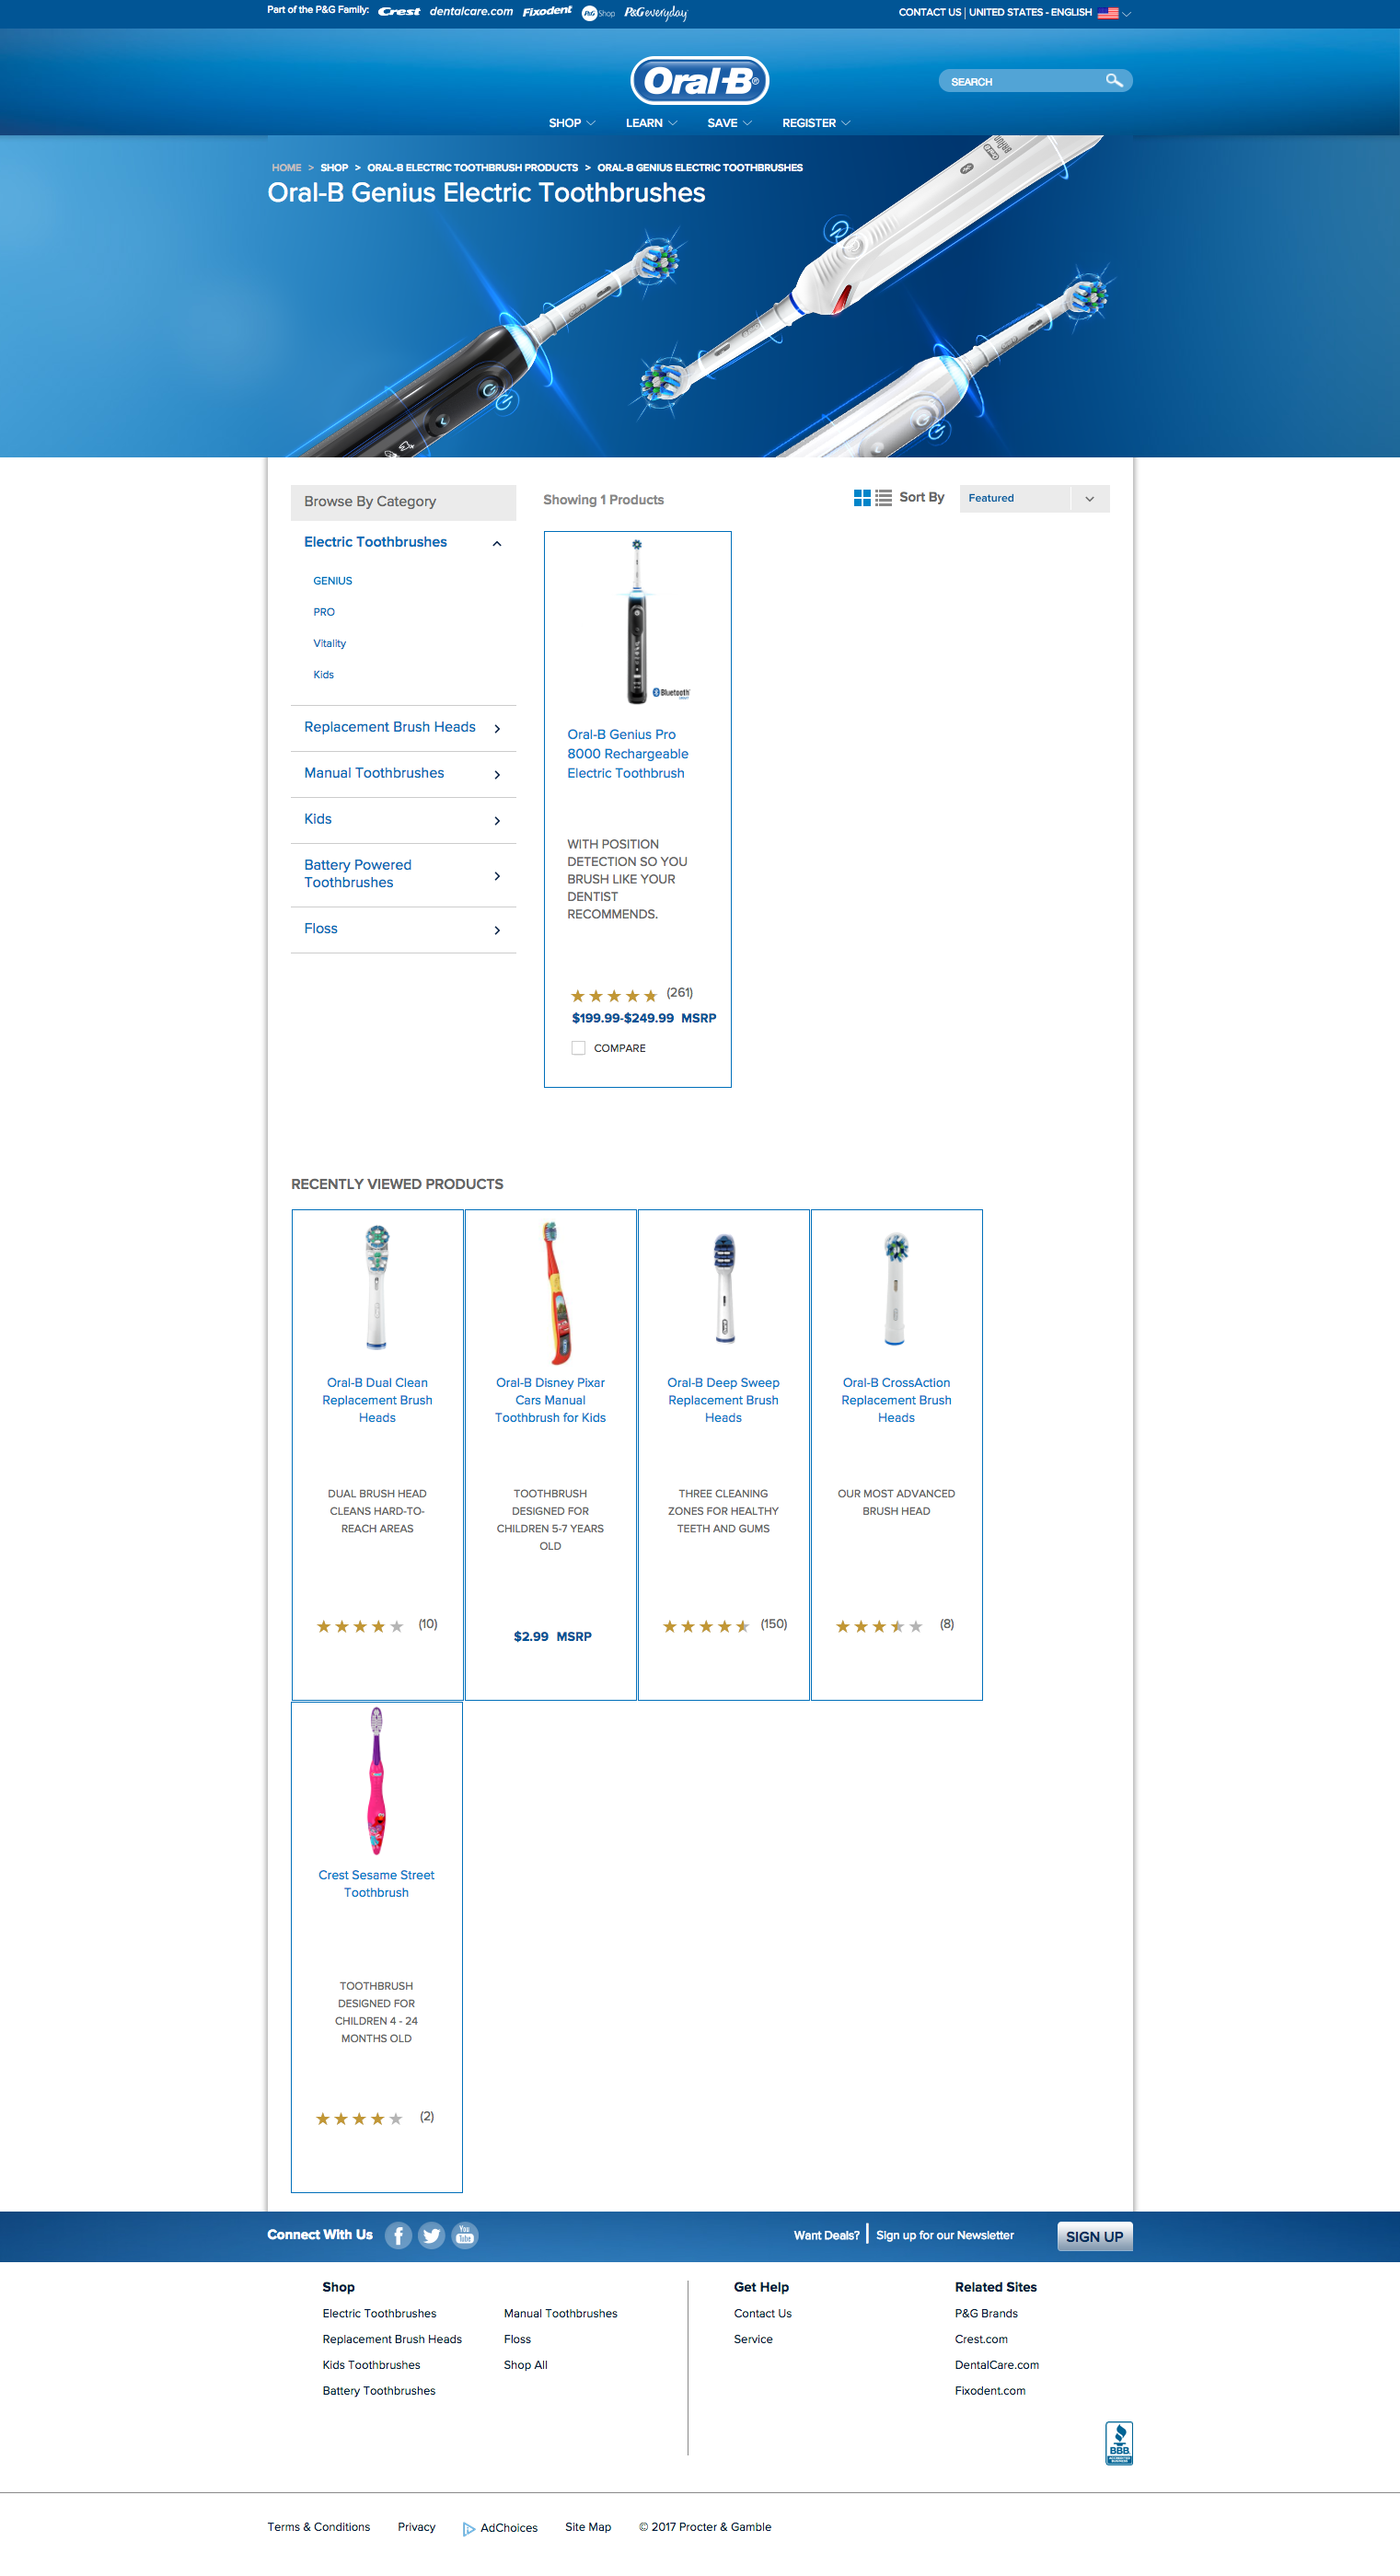 Part of the P&G Family: Crest dentalcare.com Fixodent P&G Shop P&G everyday
CONTACT US | UNITED STATES - ENGLISH
Oral-B®
SEARCH
SHOP LEARN SAVE REGISTER
HOME > SHOP > ORAL-B ELECTRIC TOOTHBRUSH PRODUCTS > ORAL-B GENIUS ELECTRIC TOOTHBRUSHES
Oral-B Genius Electric Toothbrushes
Browse By Category
Electric Toothbrushes
GENIUS
PRO
Vitality
Kids
Replacement Brush Heads
Manual Toothbrushes
Kids
Battery Powered
Toothbrushes
Floss
Showing 1 Products
Sort By Featured
Bluetooth
Oral-B Genius Pro
8000 Rechargeable
Electric Toothbrush
WITH POSITION
DETECTION SO YOU
BRUSH LIKE YOUR
DENTIST
RECOMMENDS.
(261)
$199.99-$249.99 MSRP
COMPARE
RECENTLY VIEWED PRODUCTS
Oral-B Dual Clean
Replacement Brush
Heads
DUAL BRUSH HEAD
CLEANS HARD-TO-
REACH AREAS
(10)
Oral-B Disney Pixar
Cars Manual
Toothbrush for Kids
TOOTHBRUSH
DESIGNED FOR
CHILDREN 5-7 YEARS
OLD
$2.99 MSRP
Oral-B Deep Sweep
Replacement Brush
Heads
THREE CLEANING
ZONES FOR HEALTHY
TEETH AND GUMS
(150)
Oral-B CrossAction
Replacement Brush
Heads
OUR MOST ADVANCED
BRUSH HEAD
(8)
Crest Sesame Street
Toothbrush
TOOTHBRUSH
DESIGNED FOR
CHILDREN 4 - 24
MONTHS OLD
(2)
Connect With Us
You
Tube
Want Deals? | Sign up for our Newsletter
SIGN UP
Shop
Electric Toothbrushes
Replacement Brush Heads
Kids Toothbrushes
Battery Toothbrushes
Manual Toothbrushes
Floss
Shop All
Get Help
Contact Us
Service
Related Sites
P&G Brands
Crest.com
DentalCare.com
Fixodent.com
BBB
Terms & Conditions Privacy AdChoices Site Map © 2017 Procter & Gamble